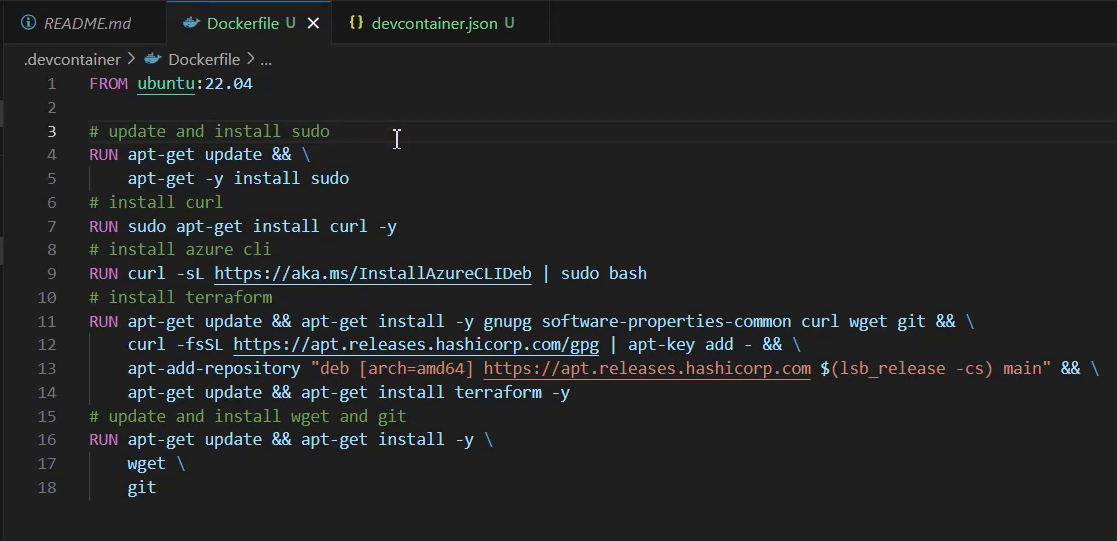 README.md Dockerfile U devcontainer.json U
.devcontainer > Dockerfile > ...
1 FROM ubuntu:22.04
2
3 # update and install sudo
4 RUN apt-get update && \
5 apt-get -y install sudo
6 # install curl
7 RUN sudo apt-get install curl -y
8 # install azure cli
9 RUN curl -sL https://aka.ms/InstallAzureCLIDeb | sudo bash
10 # install terraform
11 RUN apt-get update && apt-get install -y gnupg software-properties-common curl wget git && \
12 curl -fsSL https://apt.releases.hashicorp.com/gpg | apt-key add - && \
13 apt-add-repository "deb [arch=amd64] https://apt.releases.hashicorp.com $(lsb_release -cs) main" && \
14 apt-get update && apt-get install terraform -y
15 # update and install wget and git
16 RUN apt-get update && apt-get install -y \
17 wget \
18 git